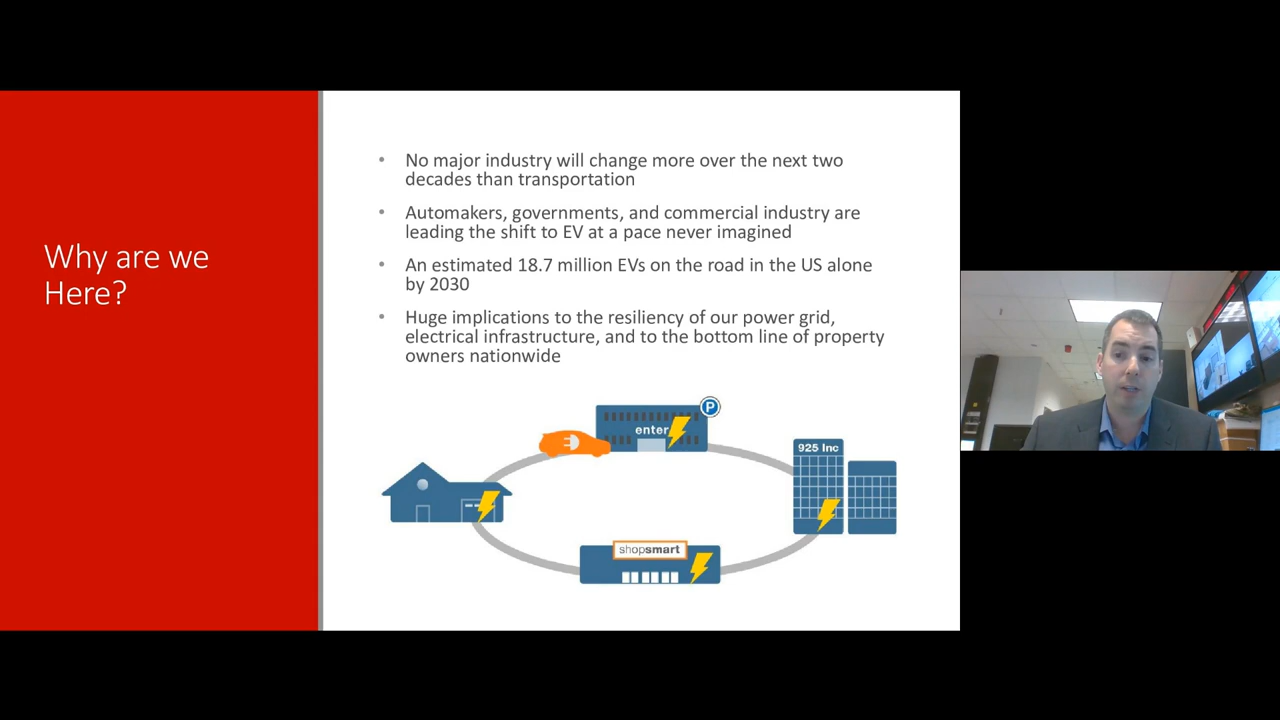 Why are we
Here?
• No major industry will change more over the next two
decades than transportation
• Automakers, governments, and commercial industry are
leading the shift to EV at a pace never imagined
• An estimated 18.7 million EVs on the road in the US alone
by 2030
• Huge implications to the resiliency of our power grid,
electrical infrastructure, and to the bottom line of property
owners nationwide
P
enter
925 Inc
shopsmart